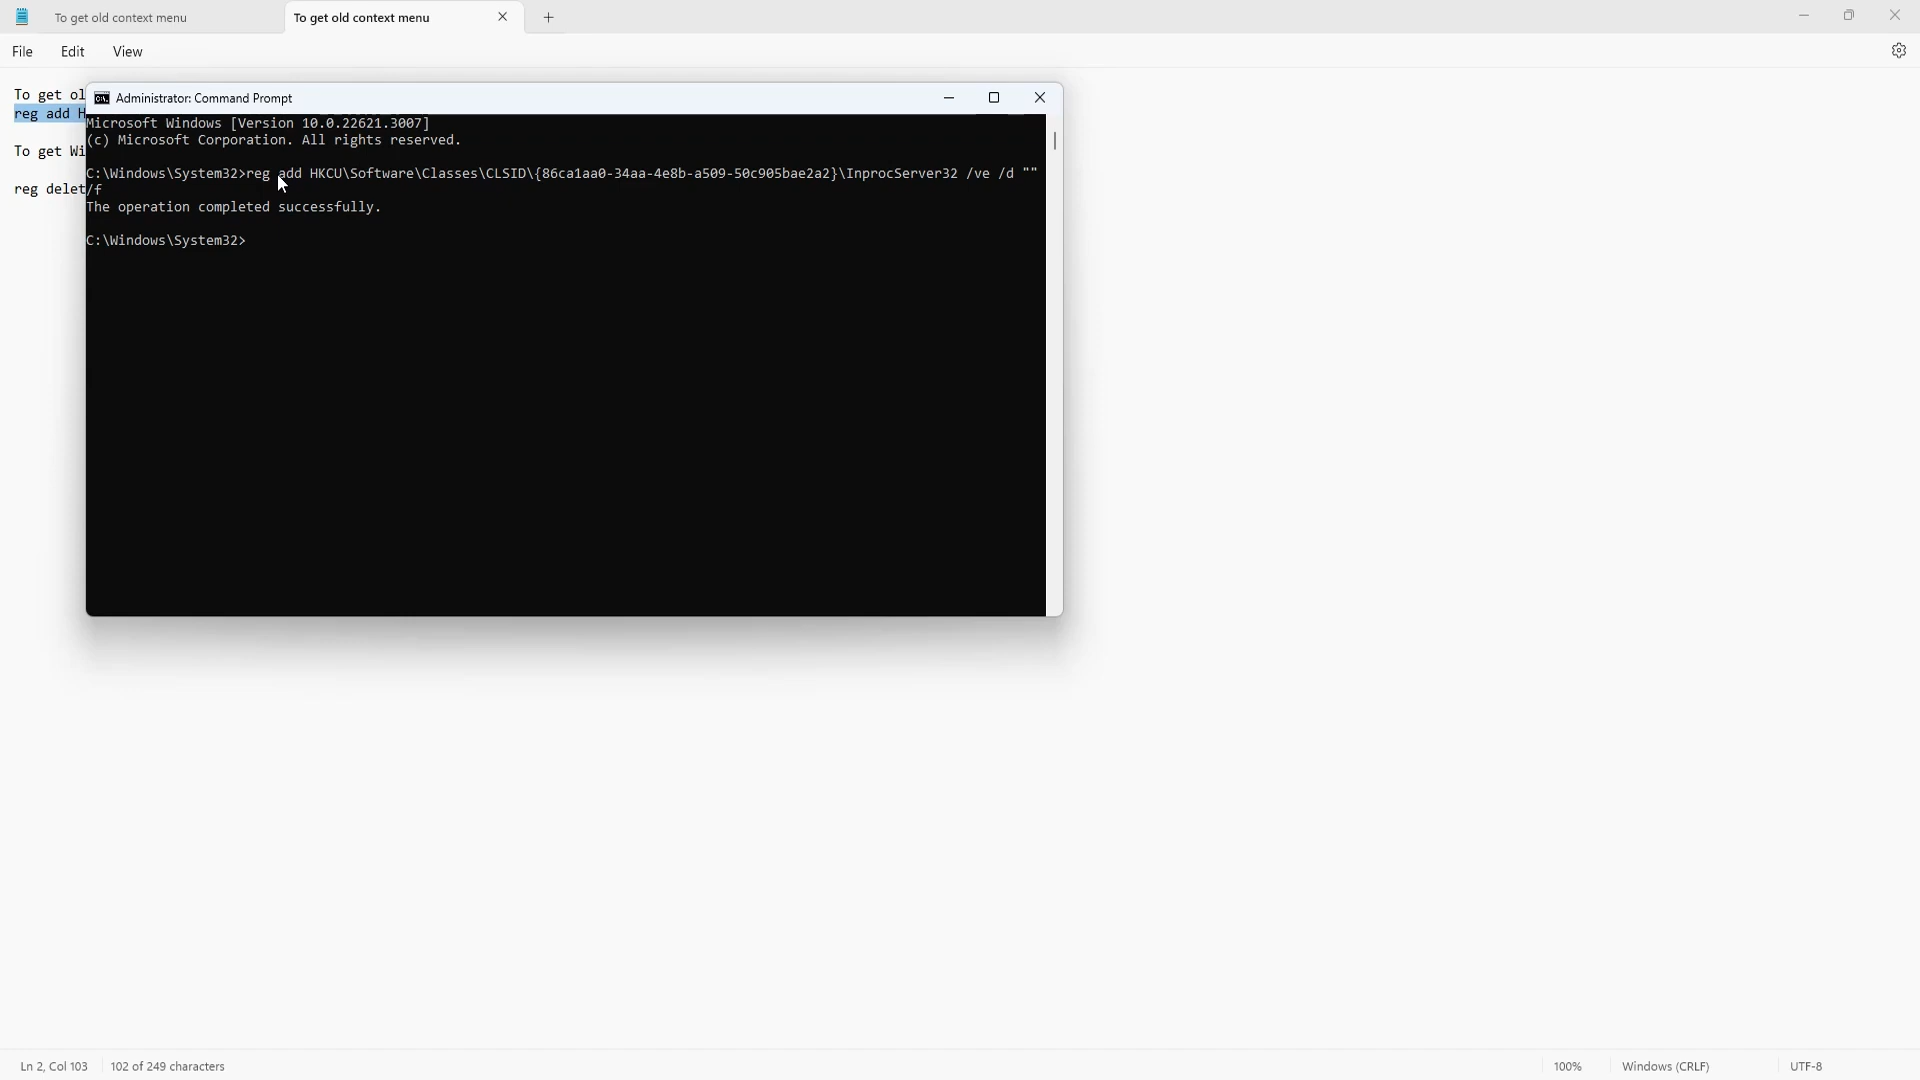 To get old context menu
To get old context menu
File Edit View
To get ol
reg add H
To get Wi
reg delet
Administrator: Command Prompt
Microsoft Windows [Version 10.0.22621.3007]
(c) Microsoft Corporation. All rights reserved.
C:\Windows\System32>reg add HKCU\Software\Classes\CLSID\{86ca1aa0-34aa-4e8b-a509-50c905bae2a2}\InprocServer32 /ve /d ""
/f
The operation completed successfully.
C:\Windows\System32>
Ln 2, Col 103 102 of 249 characters 100% Windows (CRLF) UTF-8